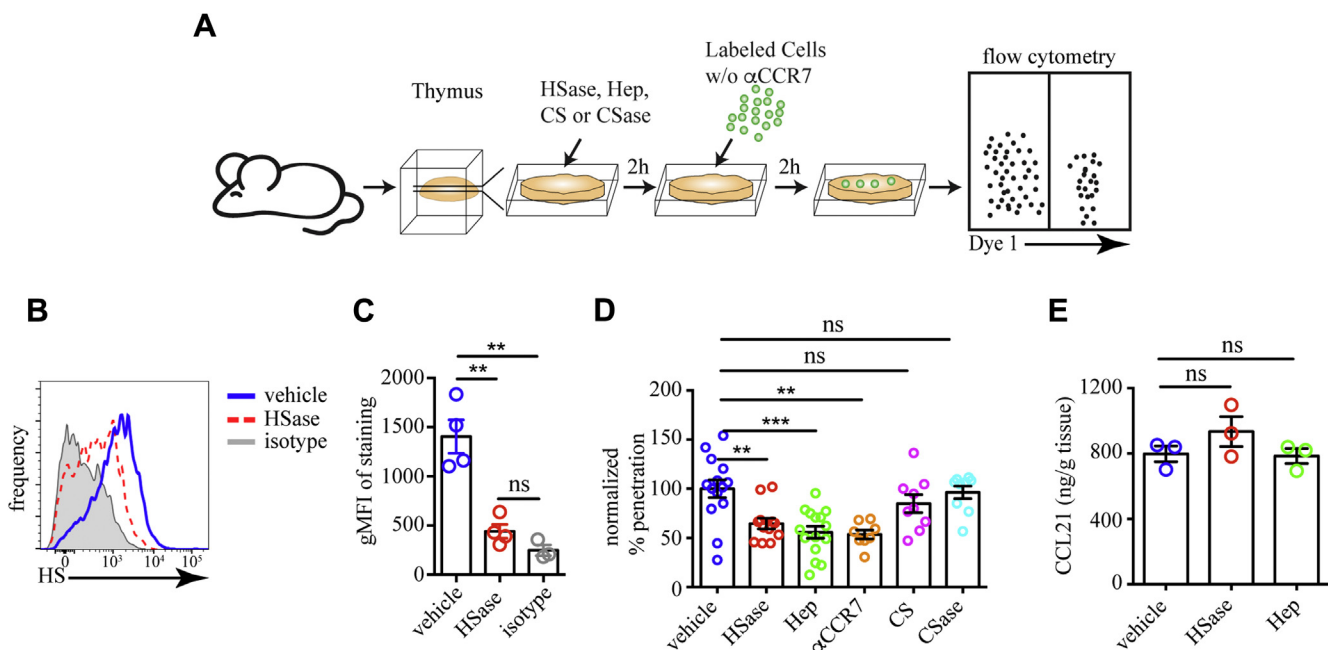 A
Thymus
HSase, Hep,
CS or CSase
Labeled Cells
w/o αCCR7
flow cytometry
2h
2h
Dye 1
B
frequency
HS
10³
10⁴
10⁵
vehicle
HSase
isotype
C
gMFI of staining
2000
1500
1000
500
0
**
**
ns
vehicle
HSase
isotype
D
normalized
% penetration
200
150
100
50
0
ns
ns
**
***
**
vehicle
HSase
Hep
αCCR7
CS
CSase
E
CCL21 (ng/g tissue)
1200
800
400
0
ns
ns
vehicle
HSase
Hep